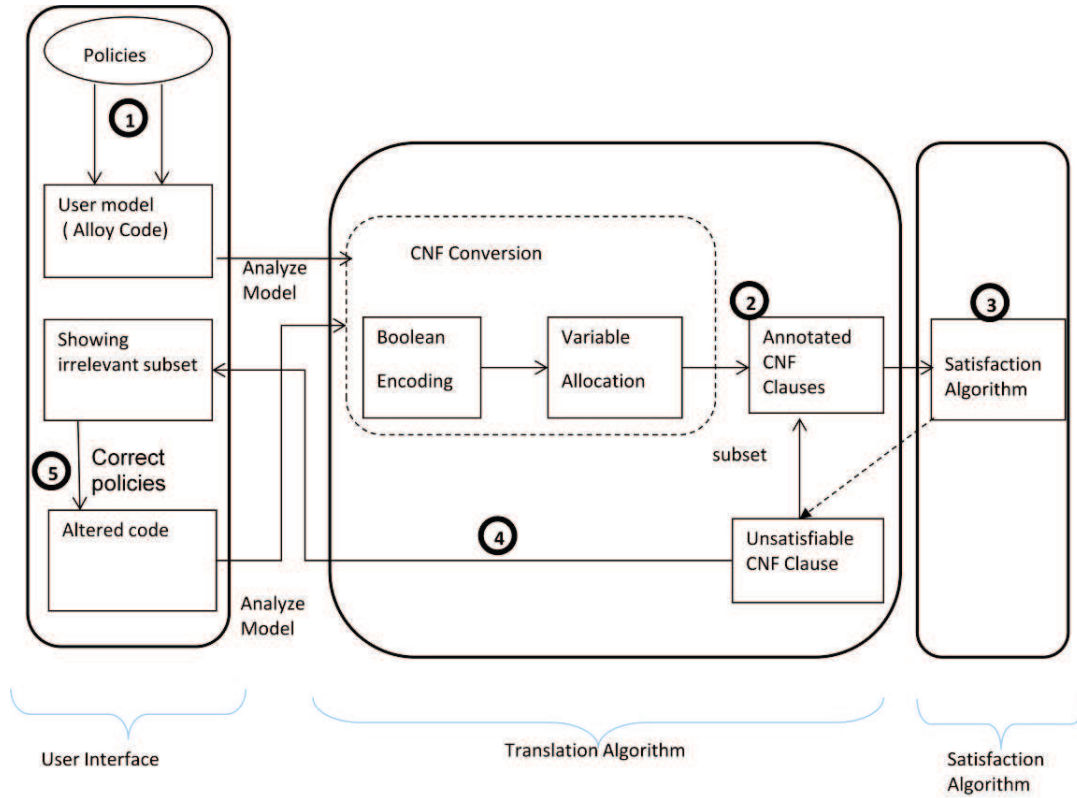 Policies
1
User model
( Alloy Code)
Analyze
Model
Showing
irrelevant subset
5
Correct
policies
Altered code
Analyze
Model
CNF Conversion
Boolean
Encoding
Variable
Allocation
2
Annotated
CNF
Clauses
subset
4
Unsatisfiable
CNF Clause
3
Satisfaction
Algorithm
User Interface
Translation Algorithm
Satisfaction
Algorithm